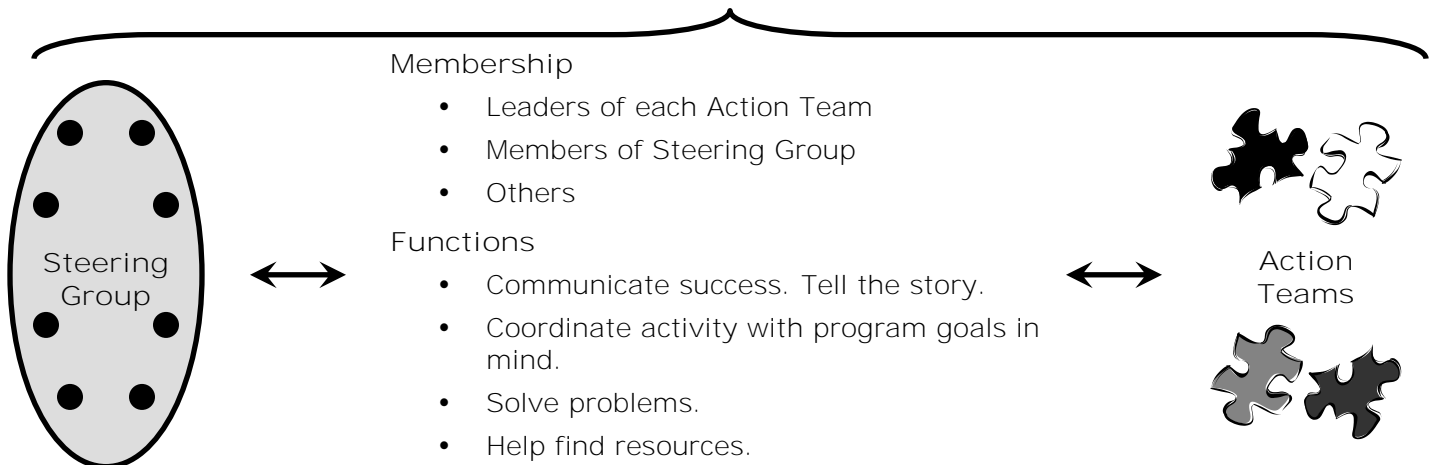 Membership
• Leaders of each Action Team
• Members of Steering Group
• Others
Functions
• Communicate success. Tell the story.
• Coordinate activity with program goals in
mind.
• Solve problems.
• Help find resources.
Steering
Group
Action
Teams